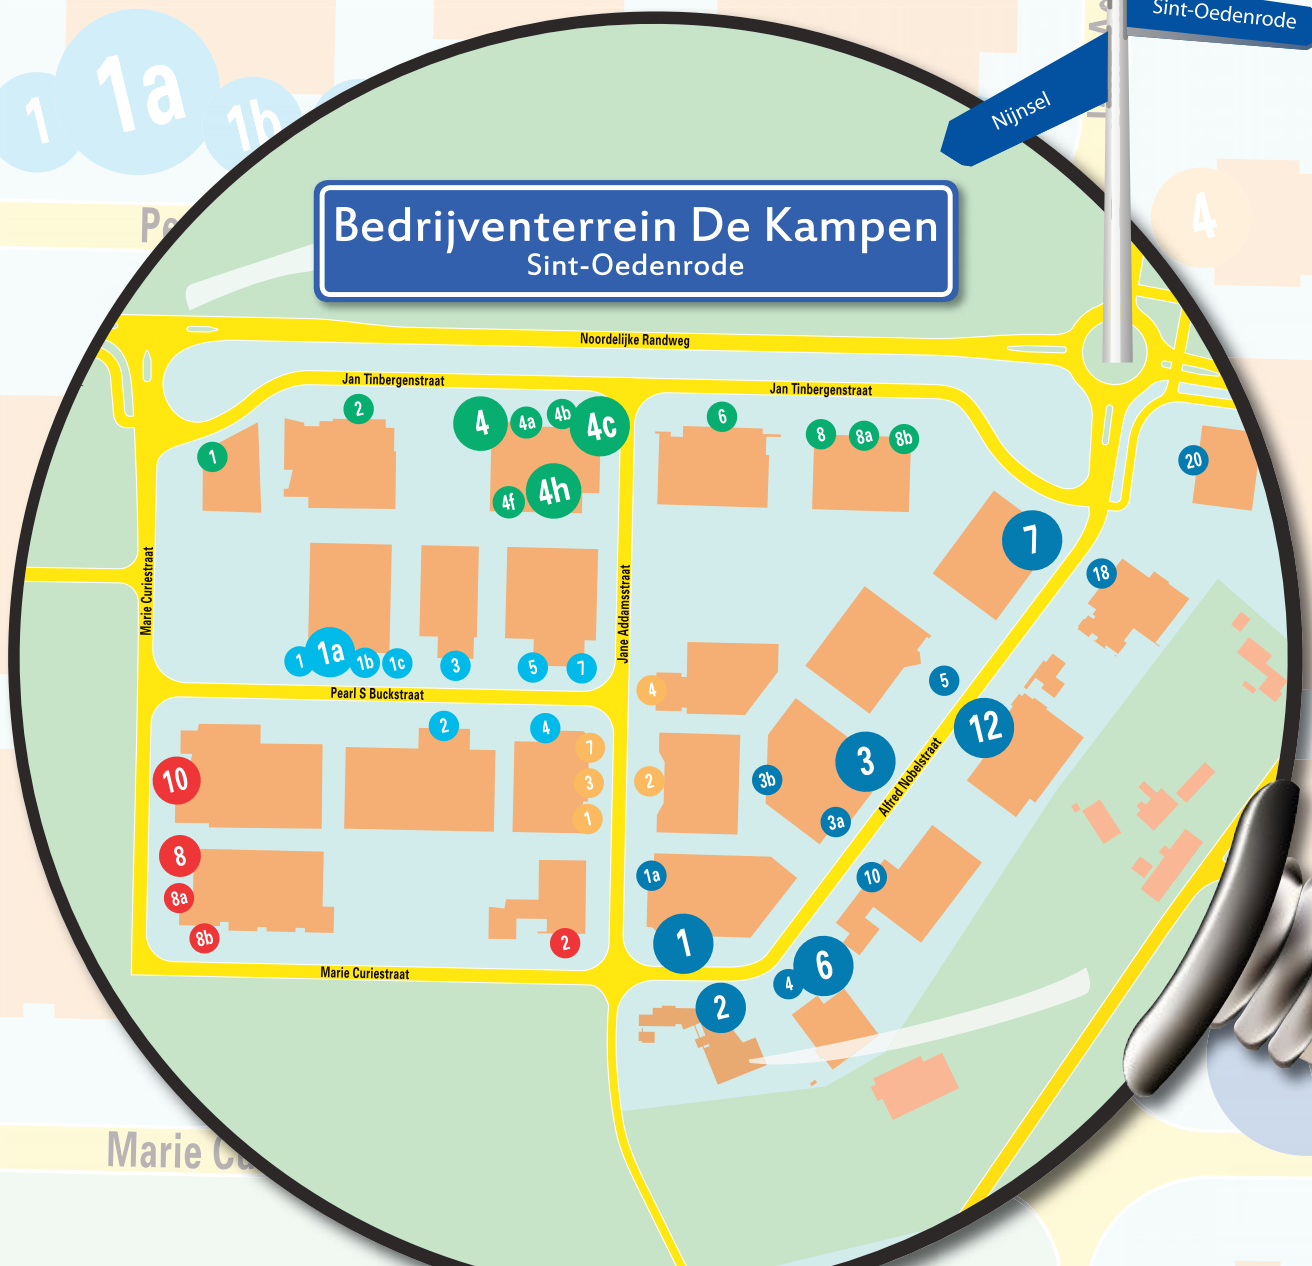 Sint-Oedenrode
Nijnsel
1
1a
1b
4
Bedrijventerrein De Kampen
Sint-Oedenrode
Noordelijke Randweg
Jan Tinbergenstraat
Jan Tinbergenstraat
2
4
4a
4b
4c
6
8
8a
8b
1
20
4f
4h
7
18
Marie Curiestraat
Jane Addamsstraat
1
1a
1b
1c
3
5
7
5
4
Pearl S Buckstraat
2
4
7
12
10
3
2
3b
3
1
3a
Alfred Nobelstraat
8
1a
10
8a
8b
2
1
6
4
Marie Curiestraat
2